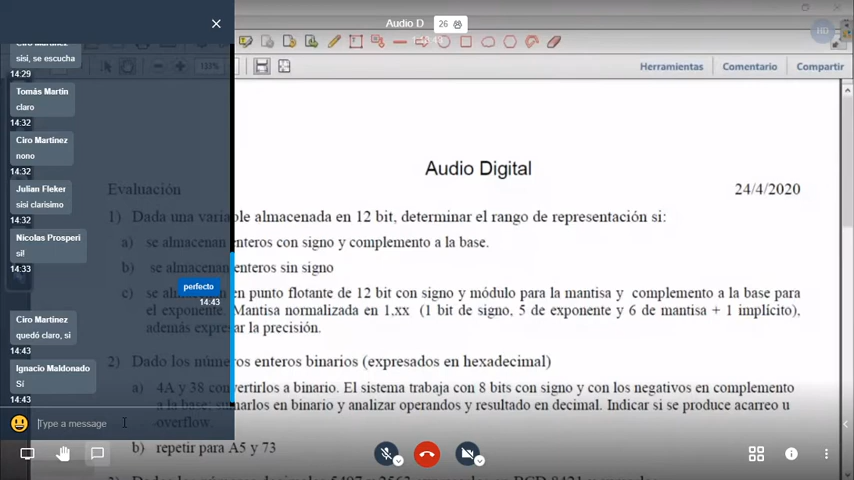 Audio D
26
HD
133%
Herramientas
Comentario
Compartir
Ciro Martínez
sisi, se escucha
14:29
Tomás Martín
claro
14:32
Ciro Martínez
nono
14:32
Julian Fleker
sisi clarisimo
14:32
Nicolas Prosperi
si!
14:33
perfecto
14:43
Ciro Martínez
quedó claro, si
14:43
Ignacio Maldonado
Sí
14:43
Type a message
Audio Digital
Evaluación
24/4/2020
1) Dada una variable almacenada en 12 bit, determinar el rango de representación si:
a) se almacenan enteros con signo y complemento a la base.
b) se almacenan enteros sin signo
c) se almacenan en punto flotante de 12 bit con signo y módulo para la mantisa y complemento a la base para
el exponente. Mantisa normalizada en 1,xx (1 bit de signo, 5 de exponente y 6 de mantisa + 1 implícito),
además expresar la precisión.
2) Dado los números enteros binarios (expresados en hexadecimal)
a) 4A y 38 convertirlos a binario. El sistema trabaja con 8 bits con signo y con los negativos en complemento
a la base; sumarlos en binario y analizar operandos y resultado en decimal. Indicar si se produce acarreo u
overflow.
b) repetir para A5 y 73